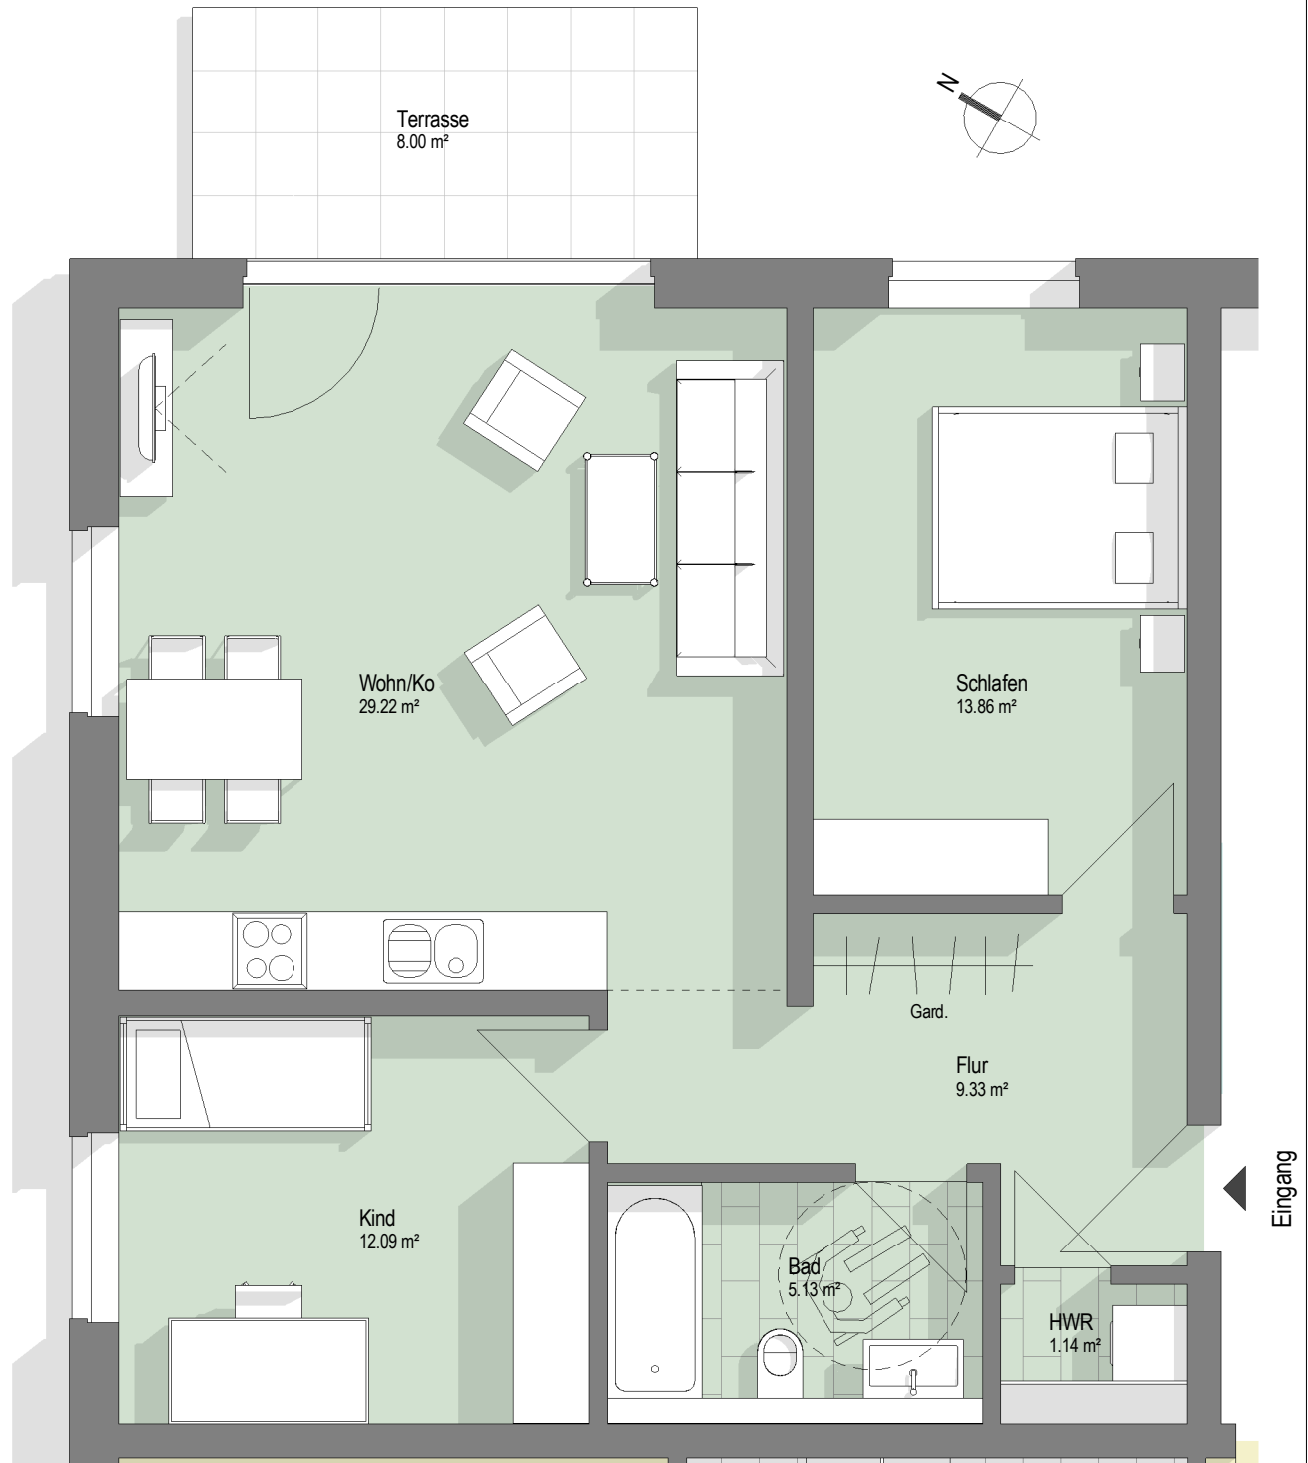 N
Terrasse
8.00 m²
Wohn/Ko
29.22 m²
Schlafen
13.86 m²
Gard.
Flur
9.33 m²
Eingang
Kind
12.09 m²
Bad
5.13 m²
HWR
1.14 m²